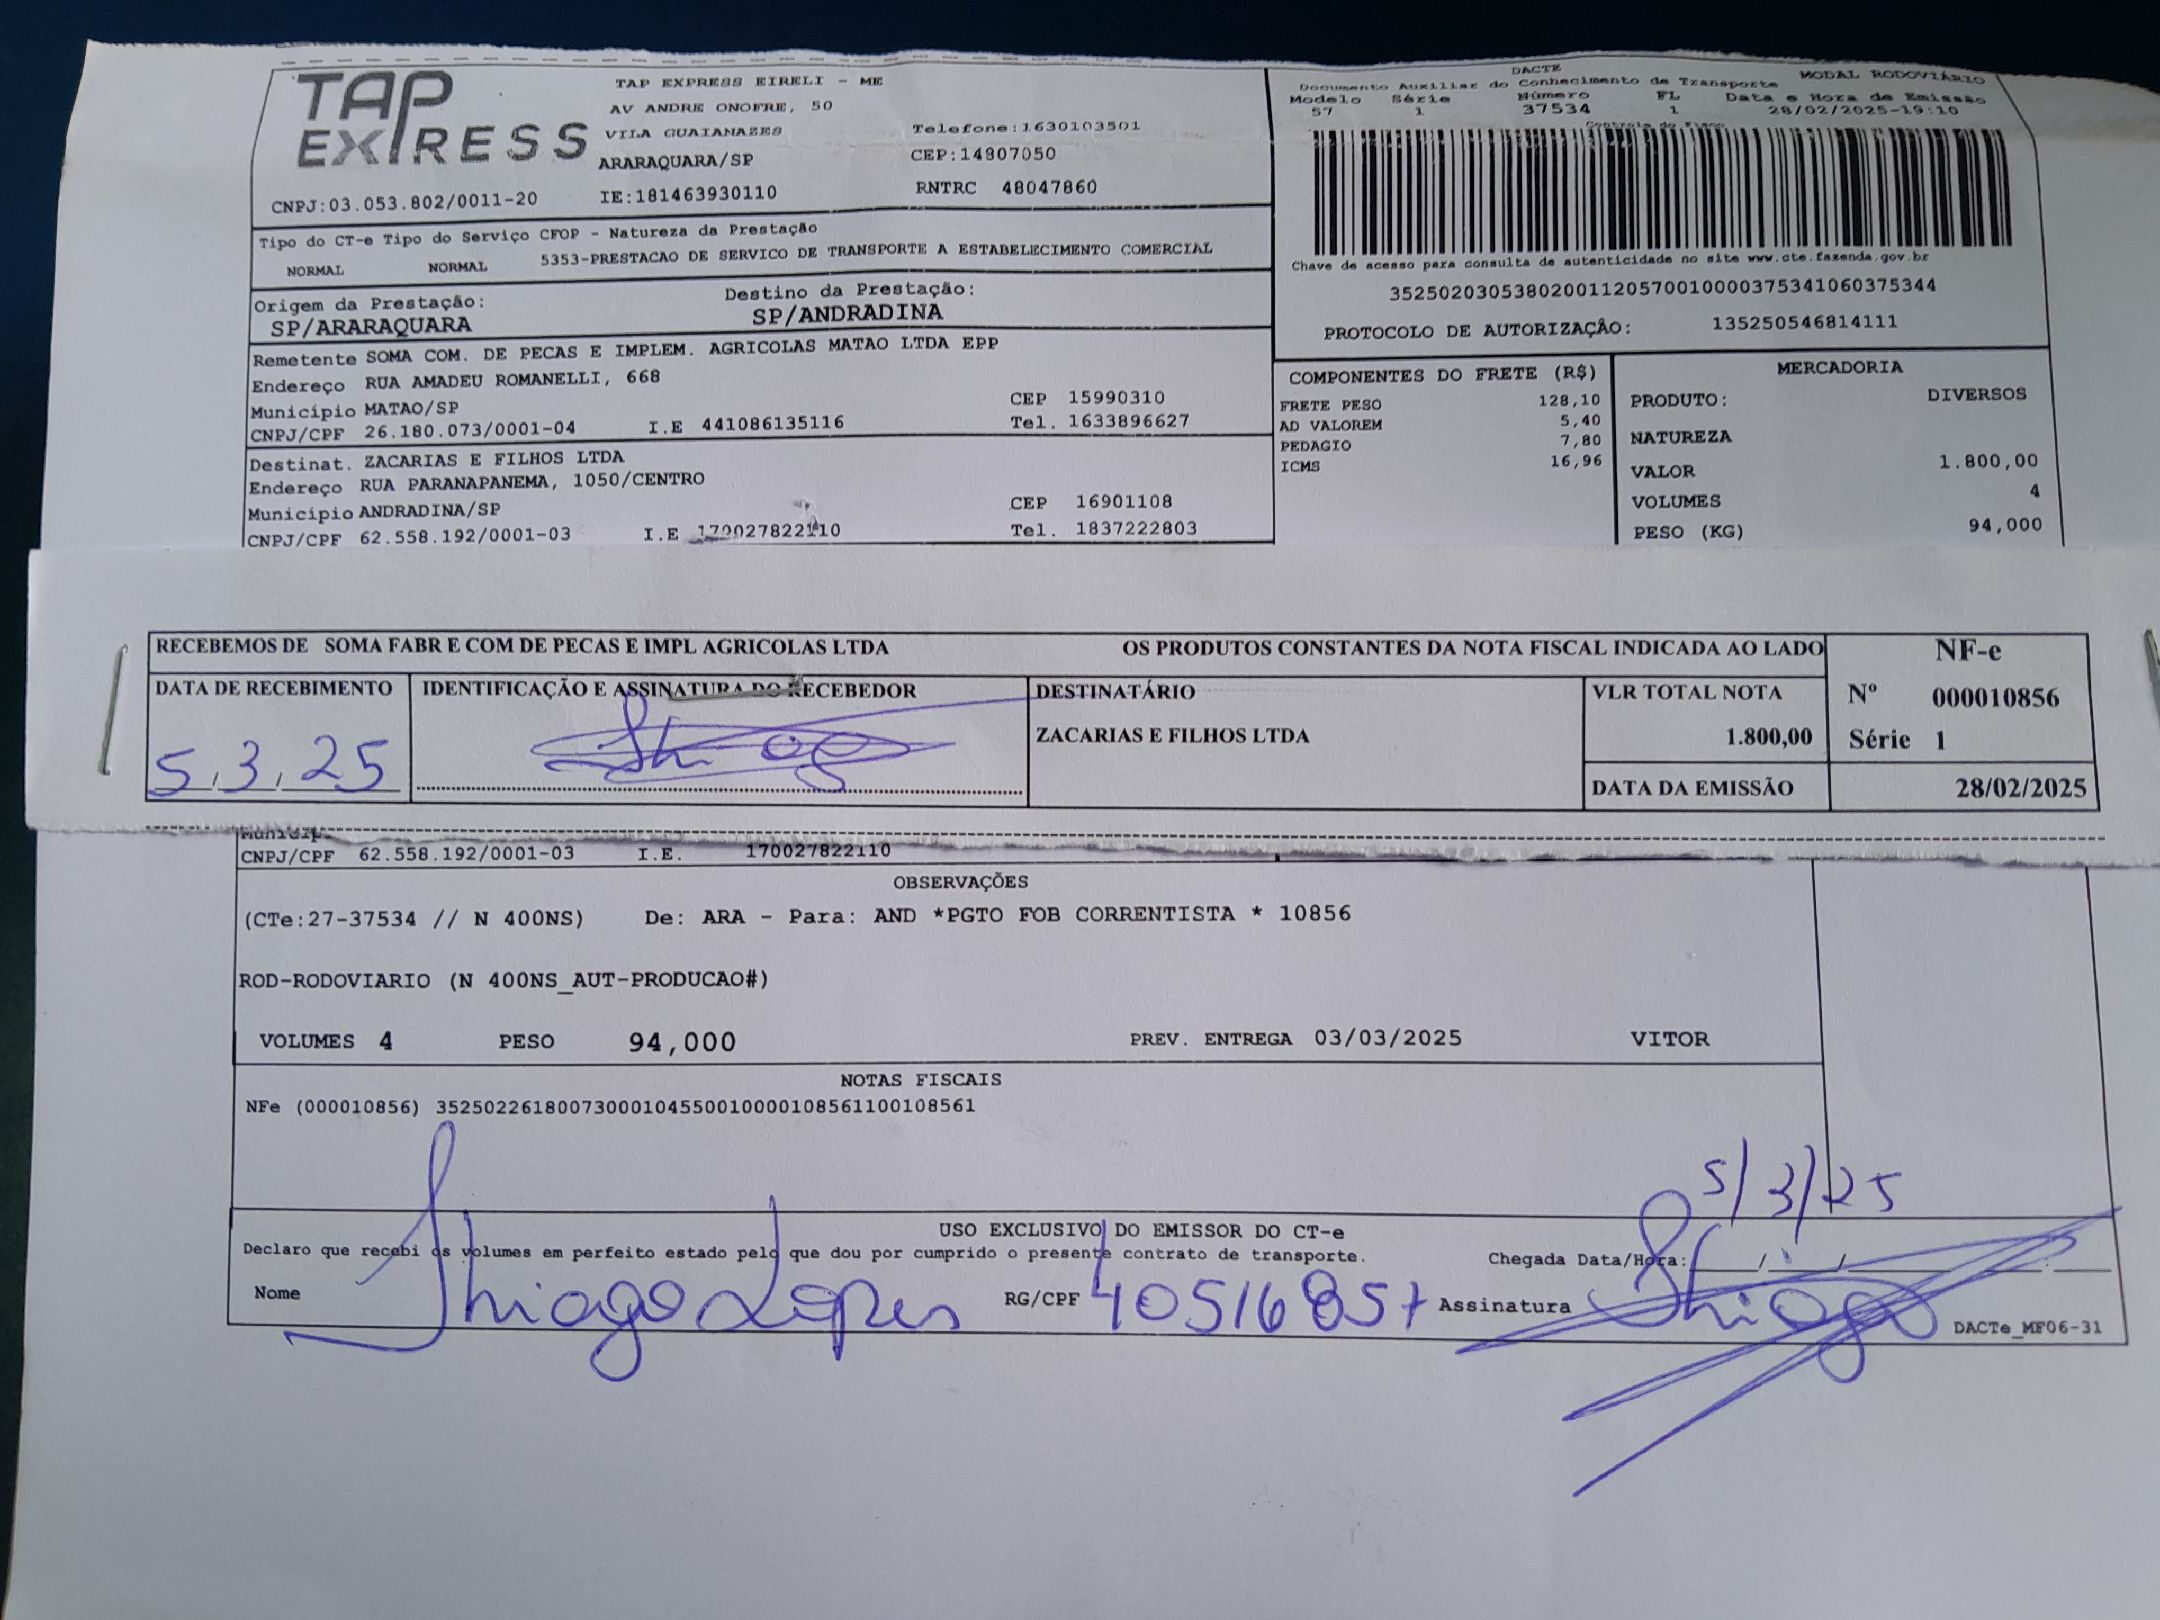 TAP EXPRESS
TAP EXPRESS EIRELI - ME
AV ANDRE ONOFRE, 50
VILA GUAIANAZES Telefone:1630103501
ARARAQUARA/SP CEP:14807050
CNPJ:03.053.802/0011-20 IE:181463930110 RNTRC 48047860
DACTE MODAL RODOVIÁRIO
Documento Auxiliar do Conhecimento de Transporte
Modelo Série Número FL Data e Hora de Emissão
57 1 37534 1 28/02/2025-19:10
Controle do Fisco
Chave de acesso para consulta de autenticidade no site www.cte.fazenda.gov.br
35250203053802001120570010000375341060375344
PROTOCOLO DE AUTORIZAÇÃO: 135250546814111
Tipo do CT-e Tipo do Serviço CFOP - Natureza da Prestação
NORMAL NORMAL 5353-PRESTACAO DE SERVICO DE TRANSPORTE A ESTABELECIMENTO COMERCIAL
Origem da Prestação: Destino da Prestação:
SP/ARARAQUARA SP/ANDRADINA
Remetente SOMA COM. DE PECAS E IMPLEM. AGRICOLAS MATAO LTDA EPP
Endereço RUA AMADEU ROMANELLI, 668
Município MATAO/SP CEP 15990310
CNPJ/CPF 26.180.073/0001-04 I.E 441086135116 Tel. 1633896627
Destinat. ZACARIAS E FILHOS LTDA
Endereço RUA PARANAPANEMA, 1050/CENTRO
Município ANDRADINA/SP CEP 16901108
CNPJ/CPF 62.558.192/0001-03 I.E 170027822110 Tel. 1837222803
COMPONENTES DO FRETE (R$)
FRETE PESO 128,10
AD VALOREM 5,40
PEDAGIO 7,80
ICMS 16,96
MERCADORIA
PRODUTO: DIVERSOS
NATUREZA
VALOR 1.800,00
VOLUMES 4
PESO (KG) 94,000
RECEBEMOS DE SOMA FABR E COM DE PECAS E IMPL AGRICOLAS LTDA OS PRODUTOS CONSTANTES DA NOTA FISCAL INDICADA AO LADO
NF-e
Nº 000010856
Série 1
DATA DE RECEBIMENTO IDENTIFICAÇÃO E ASSINATURA DO RECEBEDOR DESTINATÁRIO VLR TOTAL NOTA
5.3.25 Thiago ZACARIAS E FILHOS LTDA 1.800,00
DATA DA EMISSÃO 28/02/2025
Municíp
CNPJ/CPF 62.558.192/0001-03 I.E. 170027822110
OBSERVAÇÕES
(CTe:27-37534 // N 400NS) De: ARA - Para: AND *PGTO FOB CORRENTISTA * 10856
ROD-RODOVIARIO (N 400NS_AUT-PRODUCAO#)
VOLUMES 4 PESO 94,000 PREV. ENTREGA 03/03/2025 VITOR
NOTAS FISCAIS
NFe (000010856) 35250226180073000104550010000108561100108561
5/3/25
USO EXCLUSIVO DO EMISSOR DO CT-e
Declaro que recebi os volumes em perfeito estado pelo que dou por cumprido o presente contrato de transporte. Chegada Data/Hora: / / :
Nome Thiago Lopes RG/CPF 40516857 Assinatura Thiago
DACTe_MF06-31